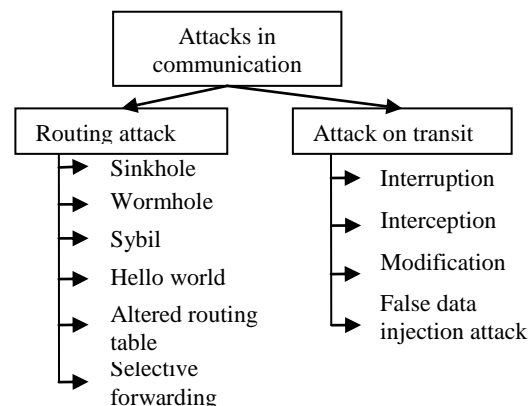 Attacks in
communication
Routing attack
Sinkhole
Wormhole
Sybil
Hello world
Altered routing
table
Selective
forwarding
Attack on transit
Interruption
Interception
Modification
False data
injection attack